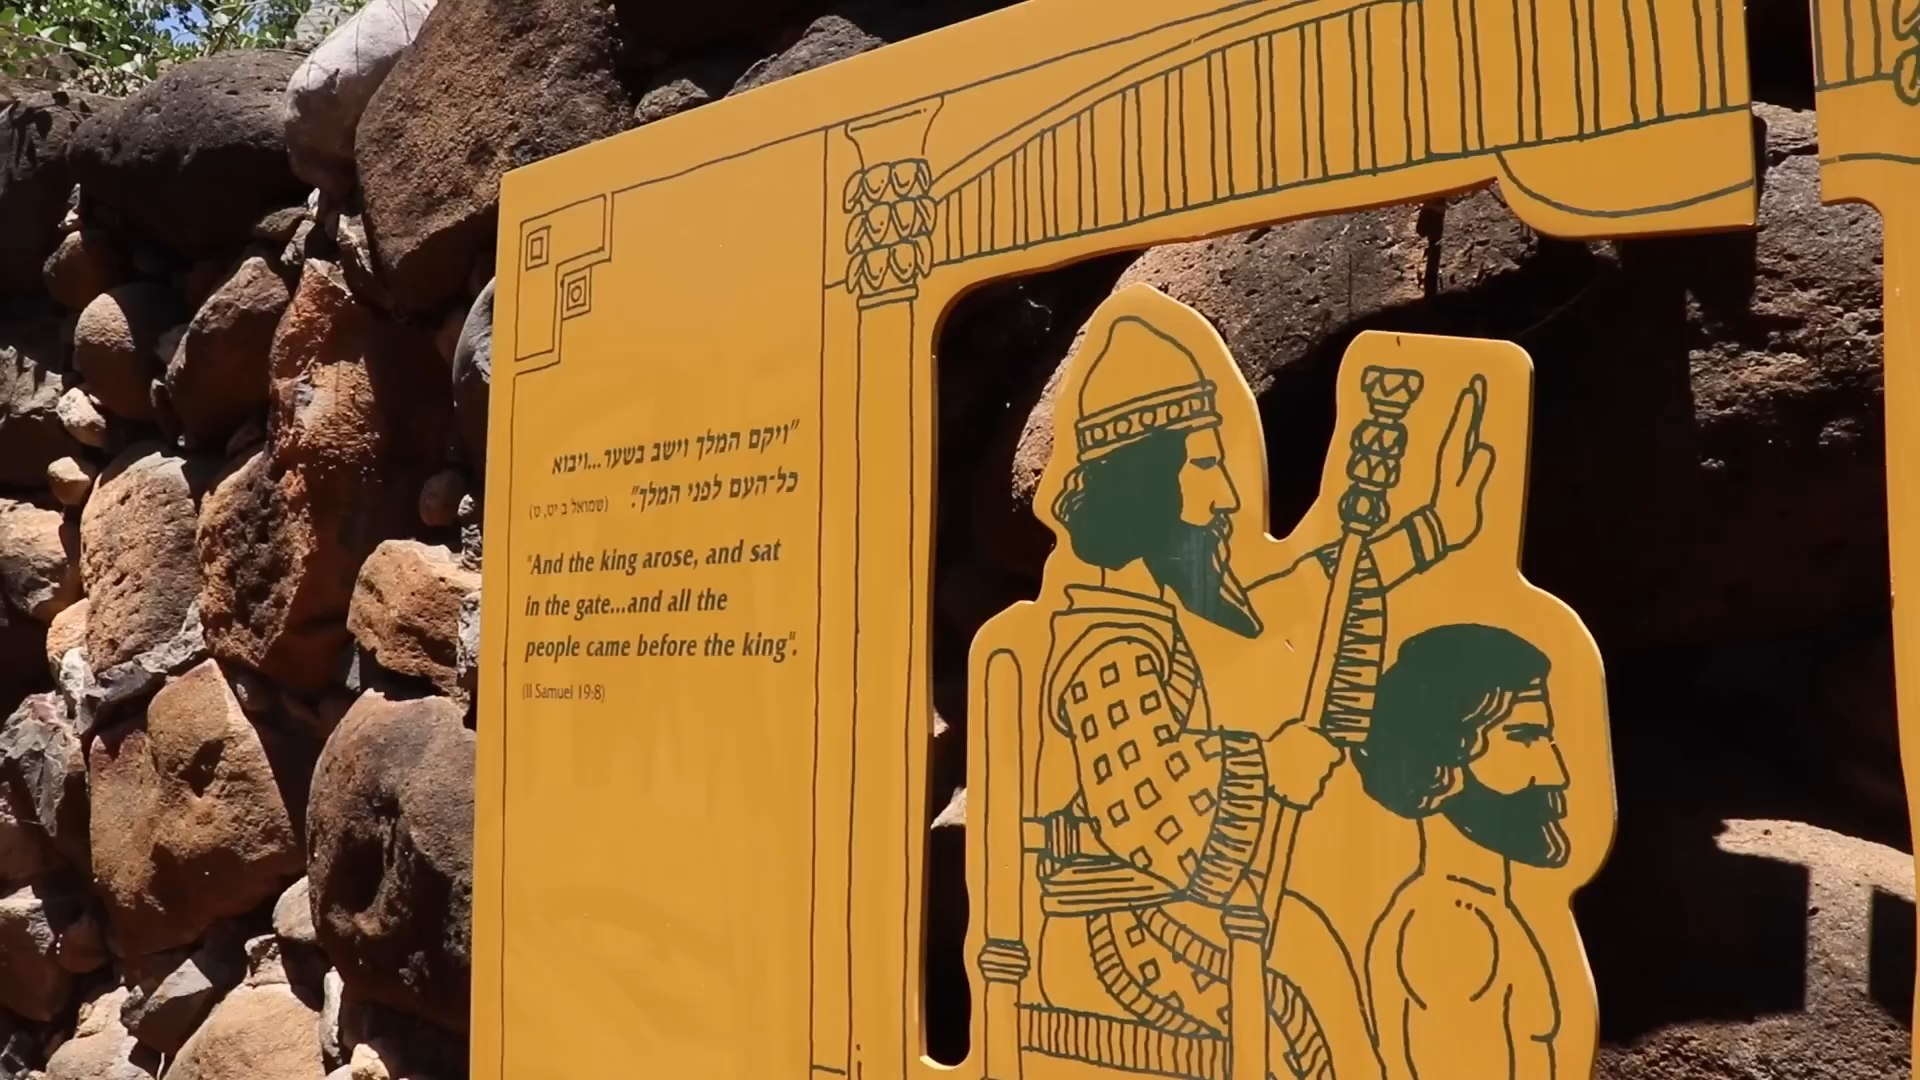 "ויקם המלך וישב בשער...ויבוא
כל־העם לפני המלך". (שמואל ב יט, ט)
"And the king arose, and sat
in the gate...and all the
people came before the king".
(II Samuel 19:8)